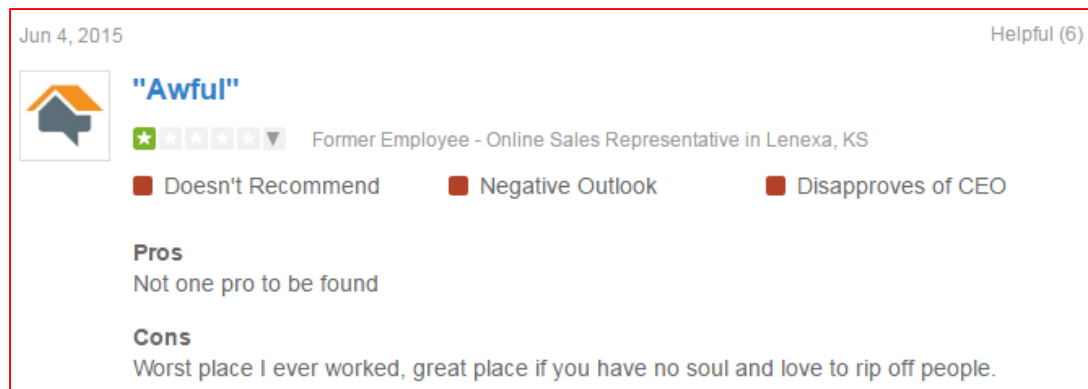 Jun 4, 2015 Helpful (6)
"Awful"
Former Employee - Online Sales Representative in Lenexa, KS
Doesn't Recommend Negative Outlook Disapproves of CEO
Pros
Not one pro to be found
Cons
Worst place I ever worked, great place if you have no soul and love to rip off people.